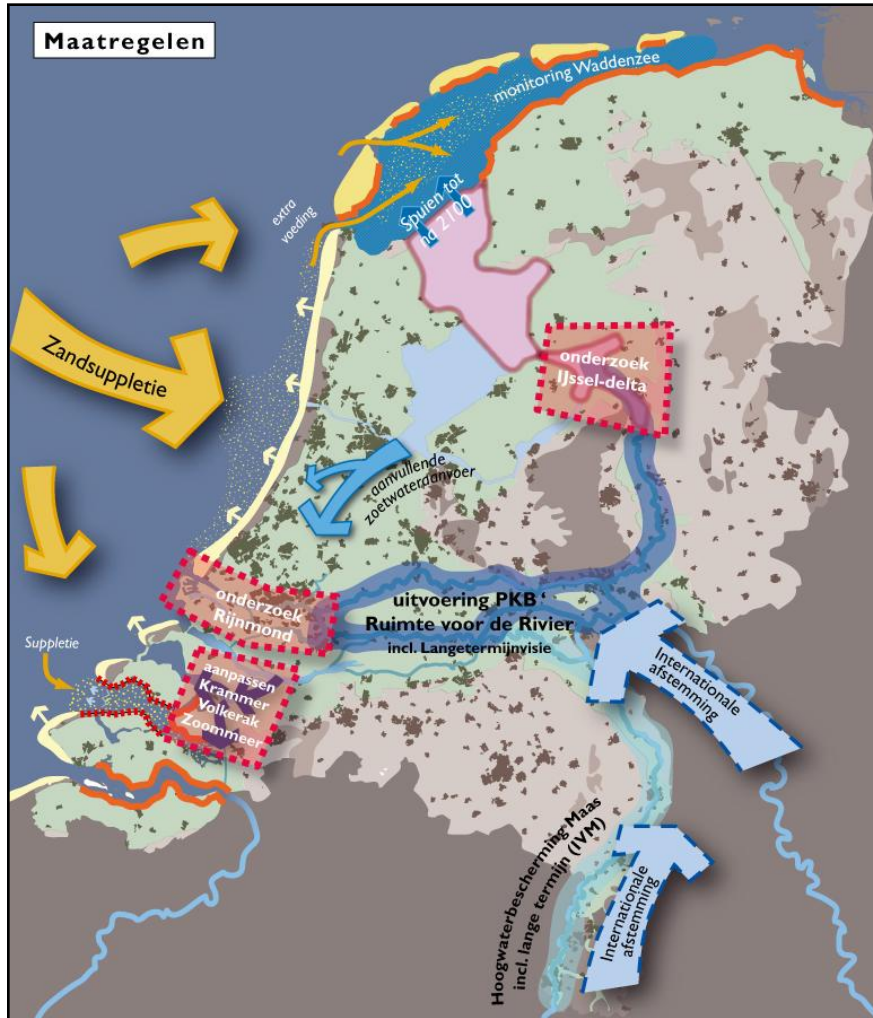 Maatregelen
monitoring Waddenzee
Spuien tot
na 2100
extra
voeding
Zandsuppletie
onderzoek
IJssel-delta
aanvullende
zoetwateraanvoer
onderzoek
Rijnmond
uitvoering PKB ‘
Ruimte voor de Rivier
incl. Langetermijnvisie
Suppletie
aanpassen
Krammer
Volkerak
Zoommeer
Internationale
afstemming
Hoogwaterbescherming Maas
incl. lange termijn (IVM)
Internationale
afstemming